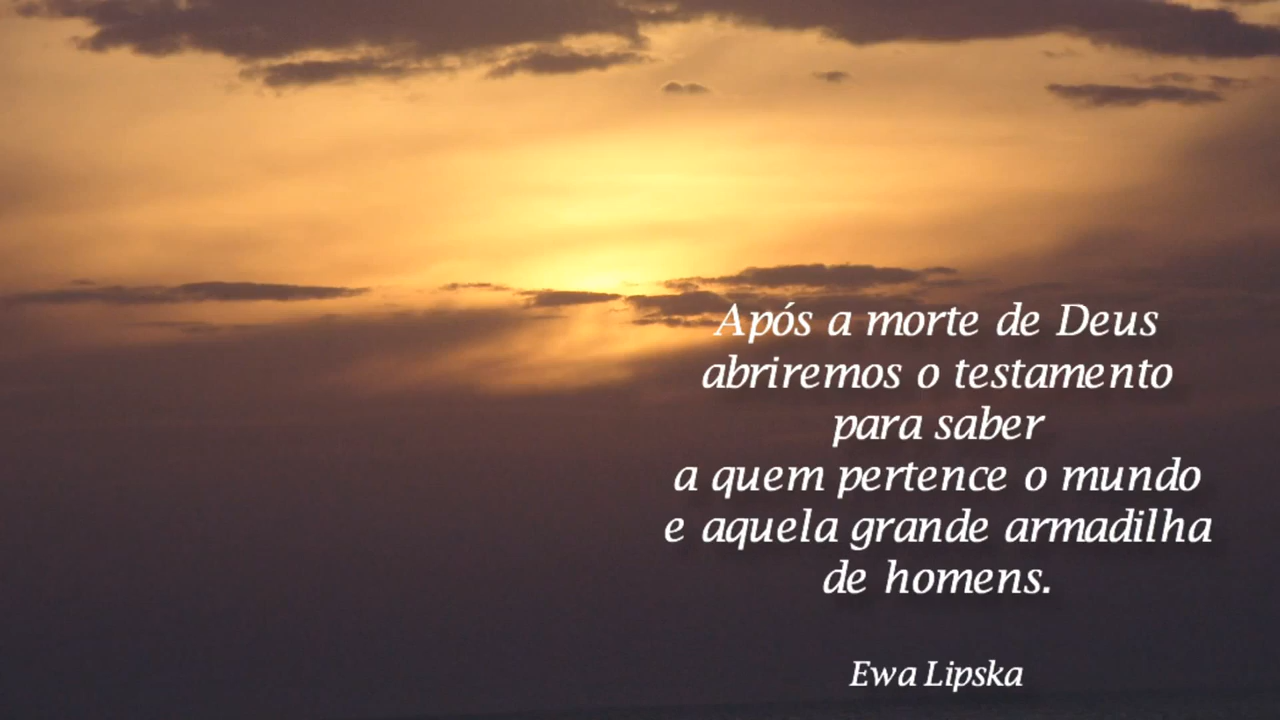 Após a morte de Deus
abriremos o testamento
para saber
a quem pertence o mundo
e aquela grande armadilha
de homens.
Ewa Lipska